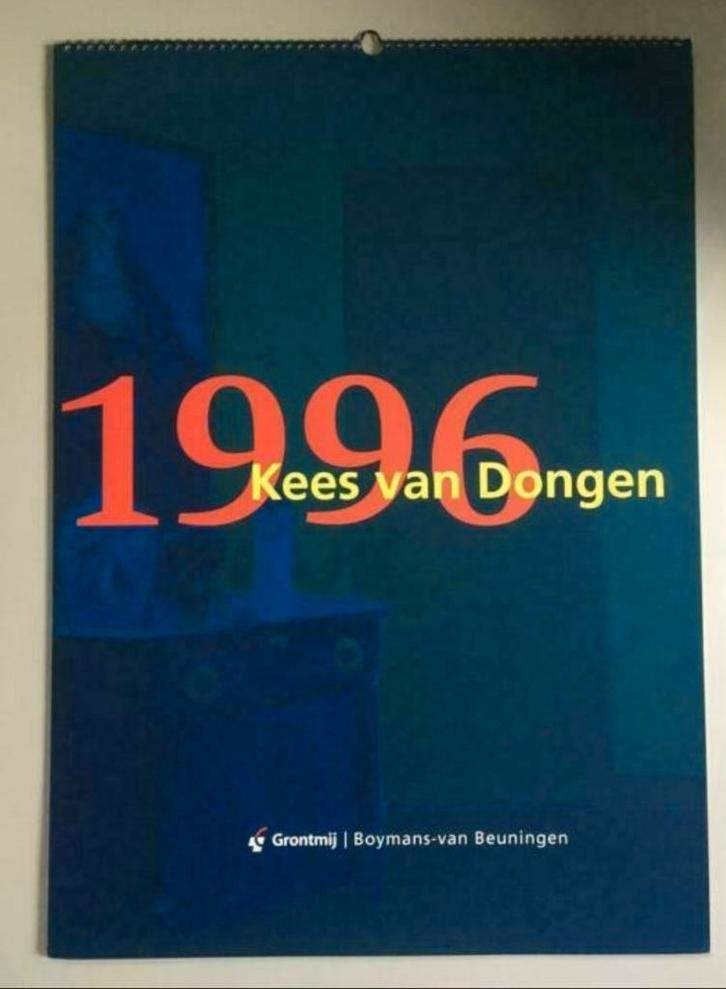 1996
Kees van Dongen
Grontmij | Boymans-van Beuningen